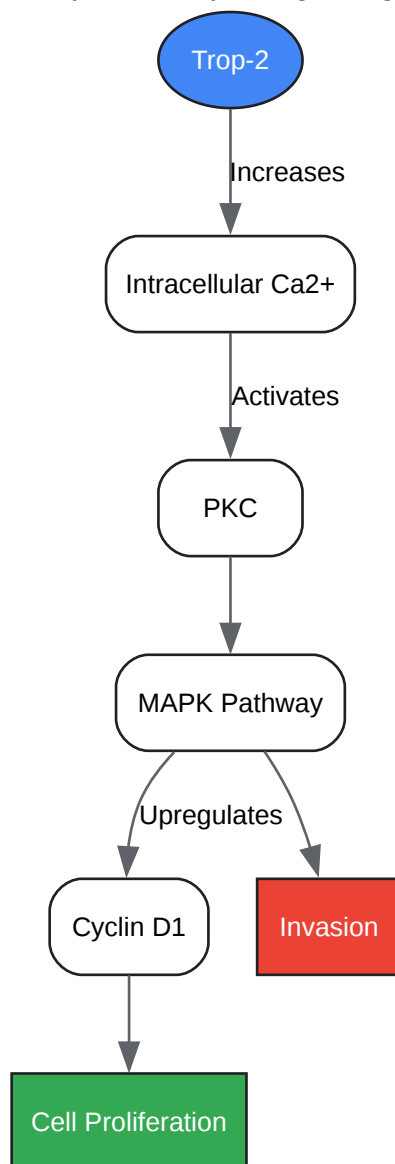 Trop-2
Increases
Intracellular Ca2+
Activates
PKC
MAPK Pathway
Upregulates
Cyclin D1
Invasion
Cell Proliferation